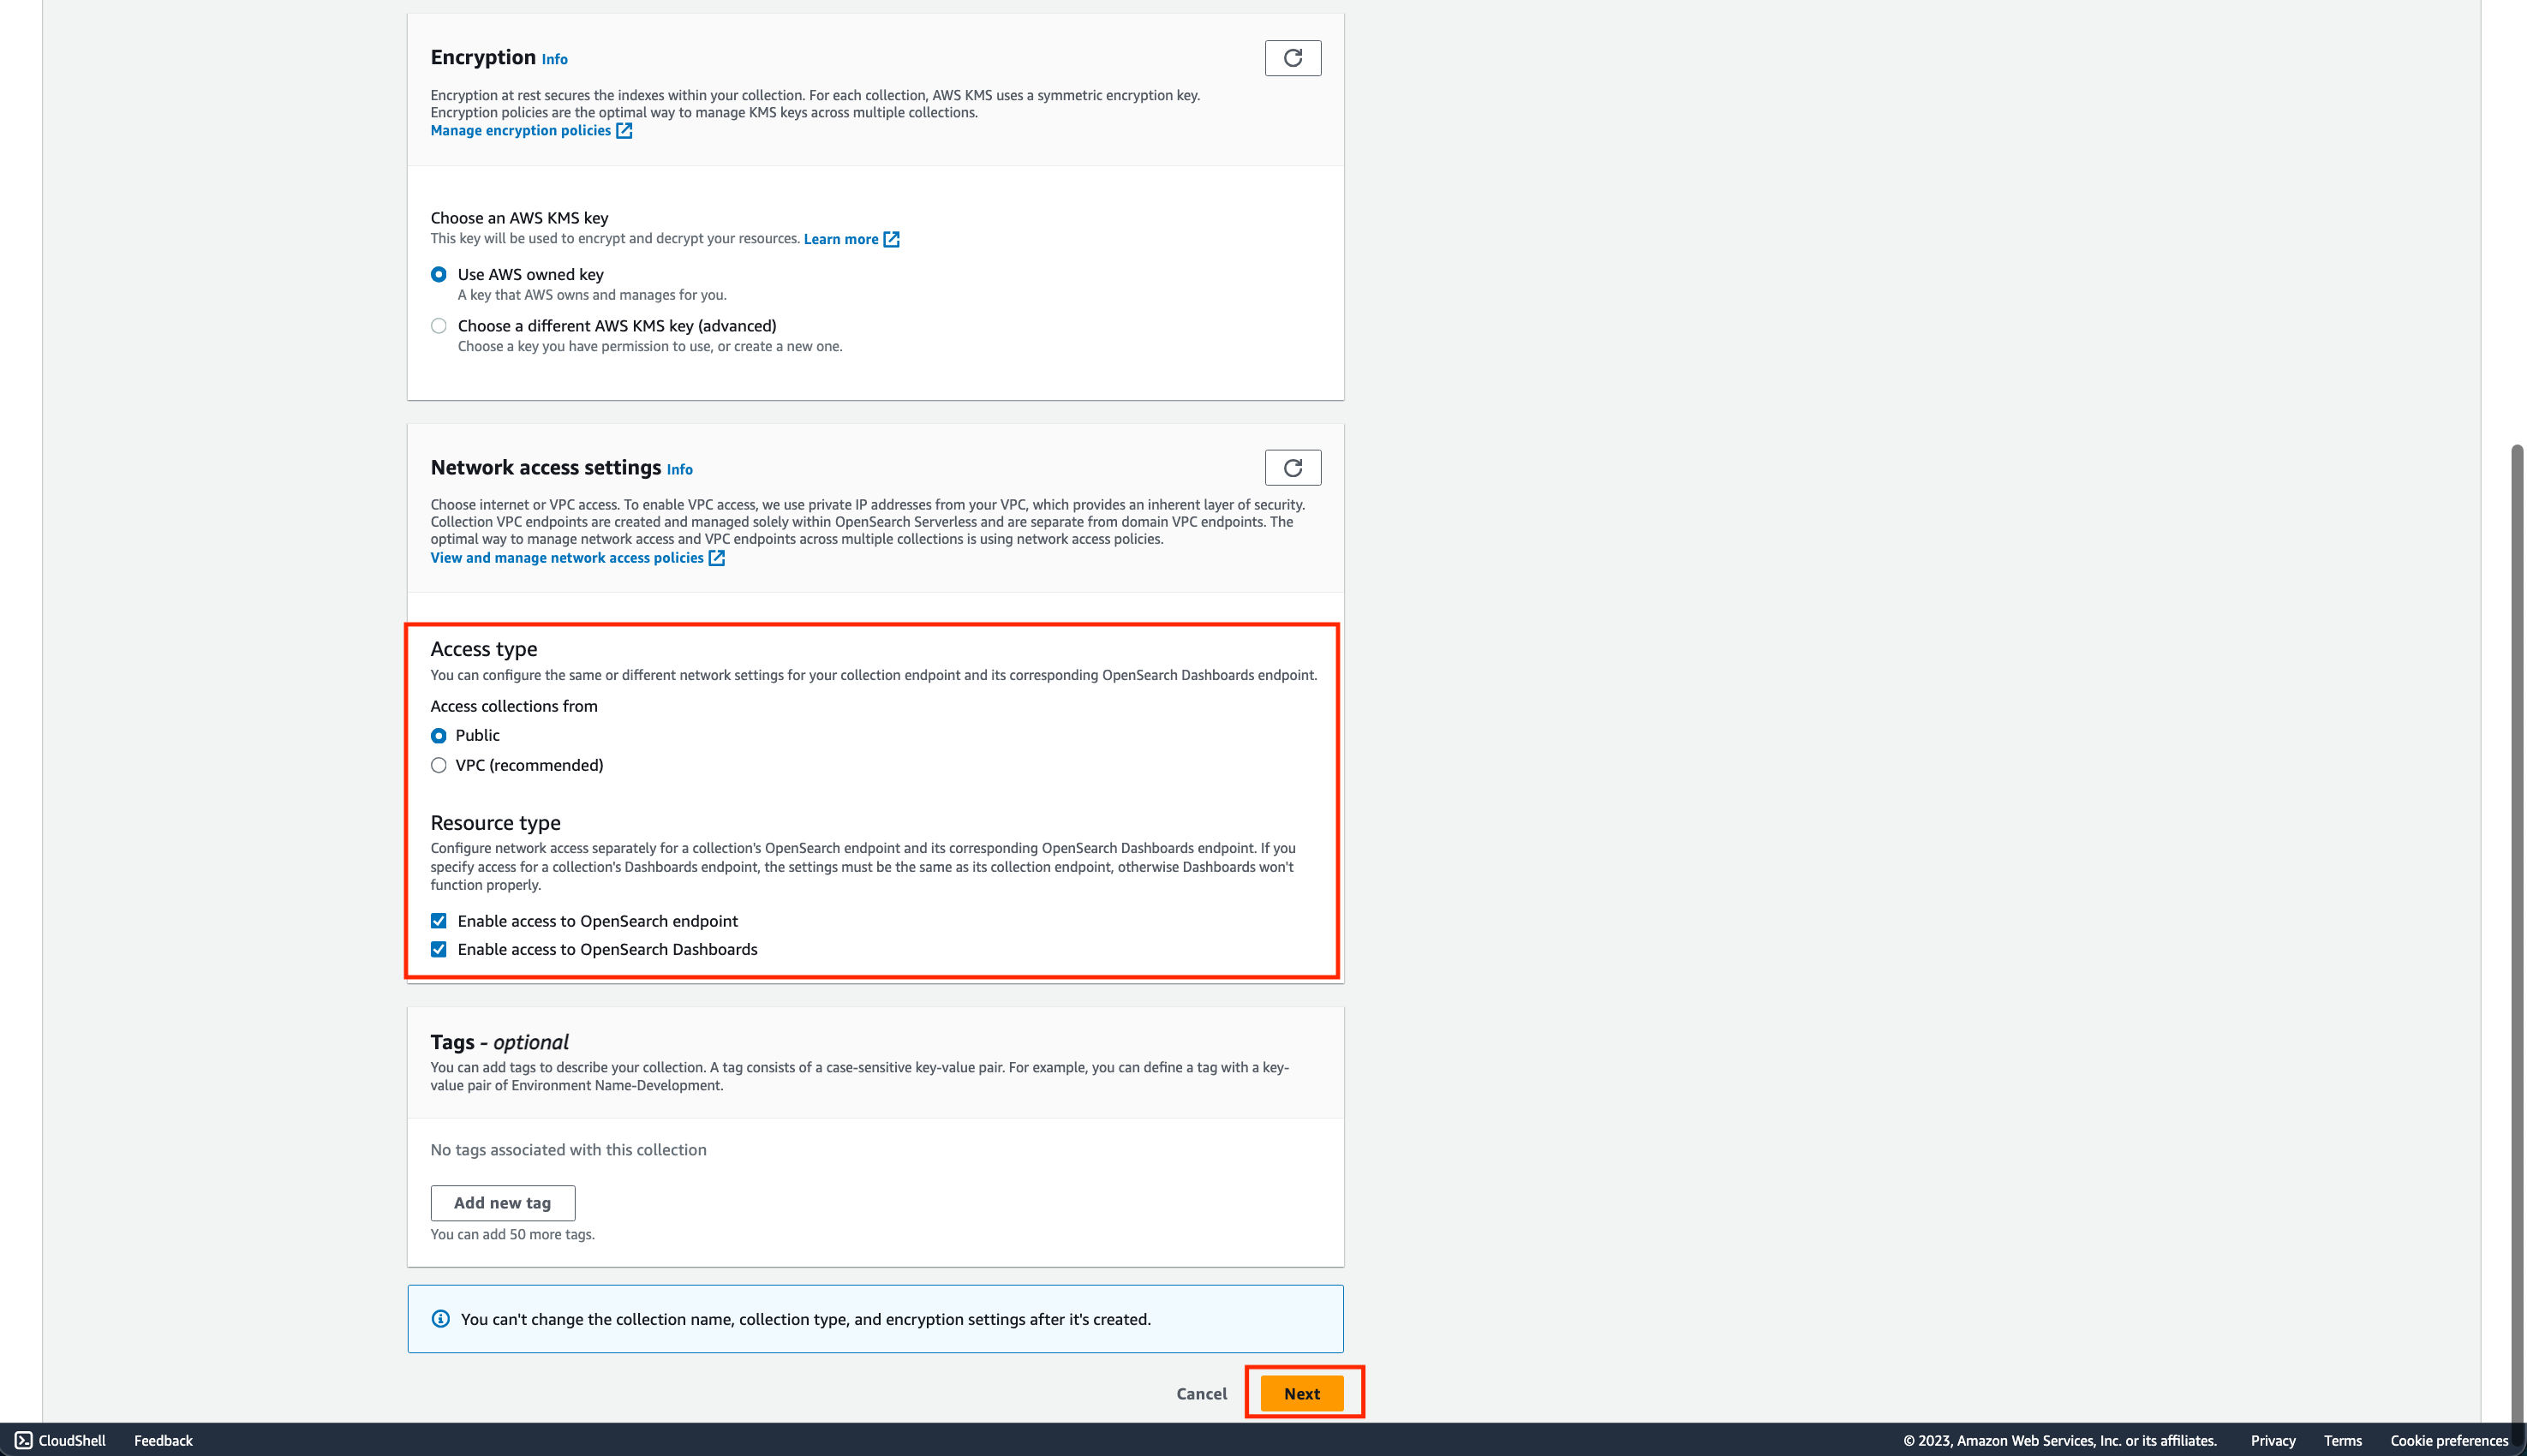 Encryption Info
Encryption at rest secures the indexes within your collection. For each collection, AWS KMS uses a symmetric encryption key.
Encryption policies are the optimal way to manage KMS keys across multiple collections.
Manage encryption policies
Choose an AWS KMS key
This key will be used to encrypt and decrypt your resources. Learn more
Use AWS owned key
A key that AWS owns and manages for you.
Choose a different AWS KMS key (advanced)
Choose a key you have permission to use, or create a new one.
Network access settings Info
Choose internet or VPC access. To enable VPC access, we use private IP addresses from your VPC, which provides an inherent layer of security.
Collection VPC endpoints are created and managed solely within OpenSearch Serverless and are separate from domain VPC endpoints. The
optimal way to manage network access and VPC endpoints across multiple collections is using network access policies.
View and manage network access policies
Access type
You can configure the same or different network settings for your collection endpoint and its corresponding OpenSearch Dashboards endpoint.
Access collections from
Public
VPC (recommended)
Resource type
Configure network access separately for a collection's OpenSearch endpoint and its corresponding OpenSearch Dashboards endpoint. If you
specify access for a collection's Dashboards endpoint, the settings must be the same as its collection endpoint, otherwise Dashboards won't
function properly.
Enable access to OpenSearch endpoint
Enable access to OpenSearch Dashboards
Tags - optional
You can add tags to describe your collection. A tag consists of a case-sensitive key-value pair. For example, you can define a tag with a key-
value pair of Environment Name-Development.
No tags associated with this collection
Add new tag
You can add 50 more tags.
You can't change the collection name, collection type, and encryption settings after it's created.
Cancel Next
CloudShell Feedback © 2023, Amazon Web Services, Inc. or its affiliates. Privacy Terms Cookie preferences